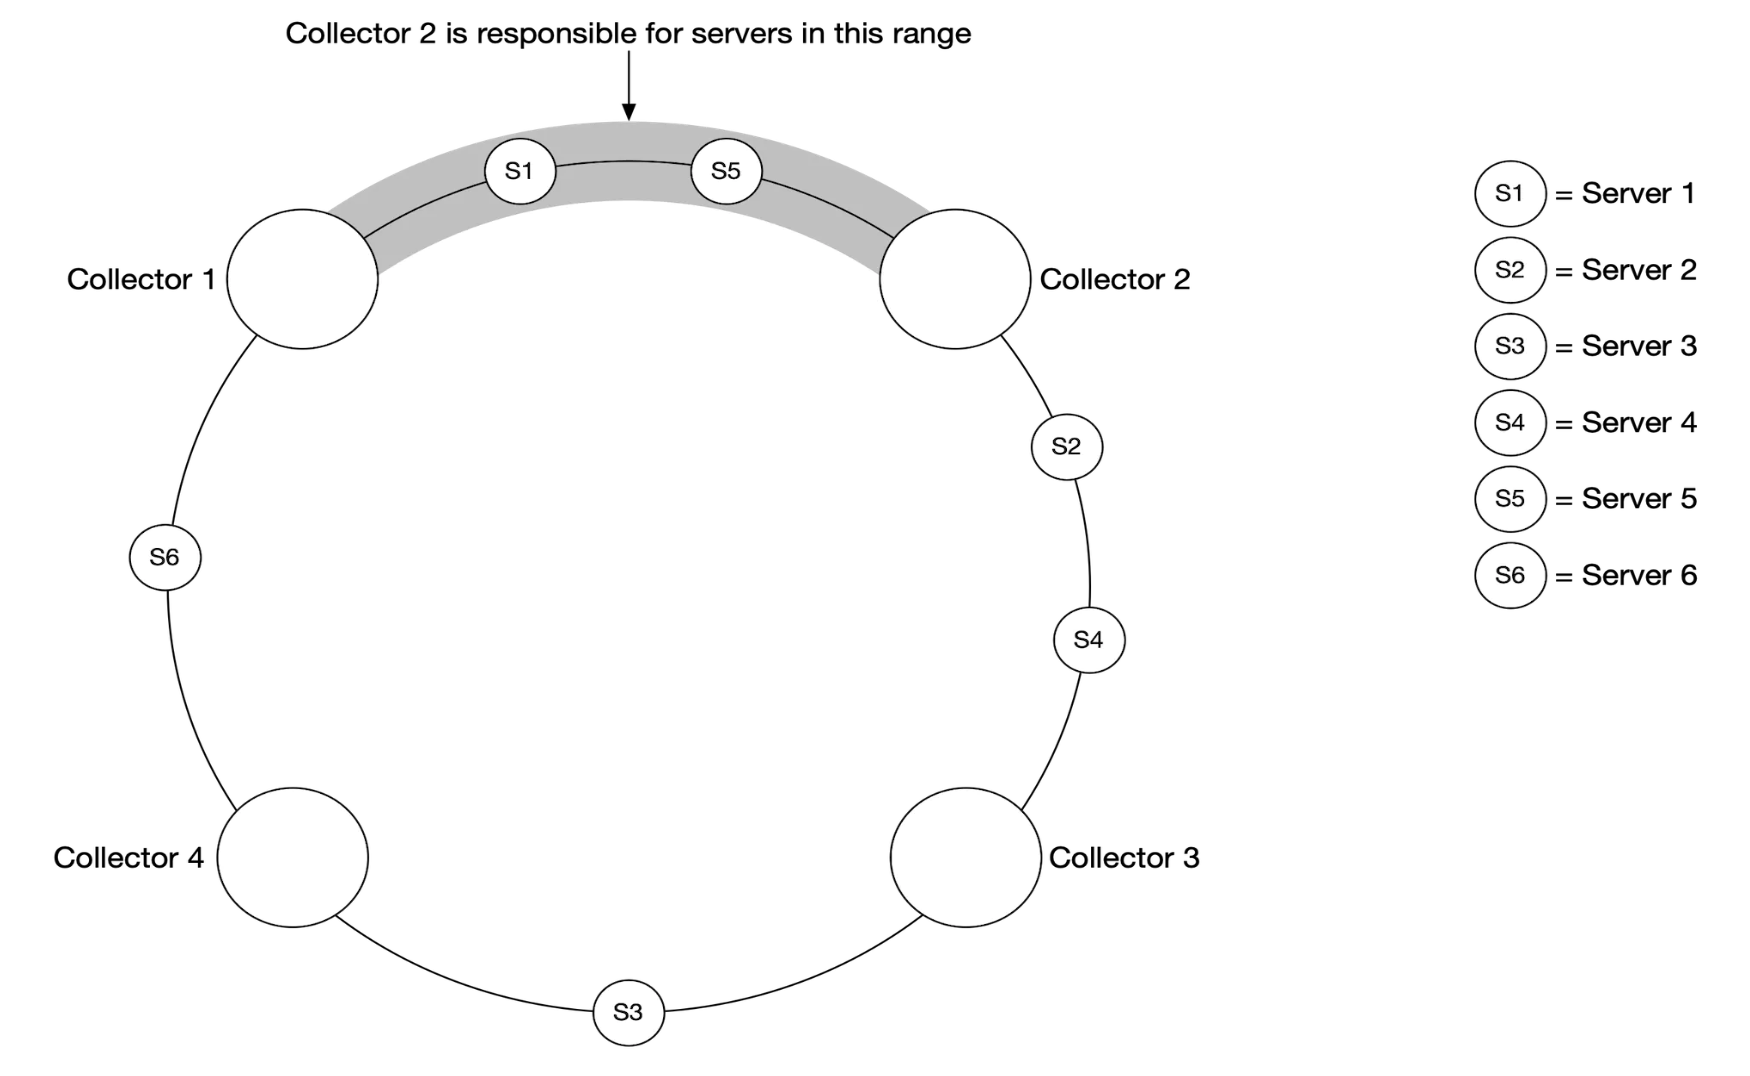 Collector 2 is responsible for servers in this range
S1
S5
Collector 1
Collector 2
S2
S6
S4
Collector 4
Collector 3
S3
S1 = Server 1
S2 = Server 2
S3 = Server 3
S4 = Server 4
S5 = Server 5
S6 = Server 6